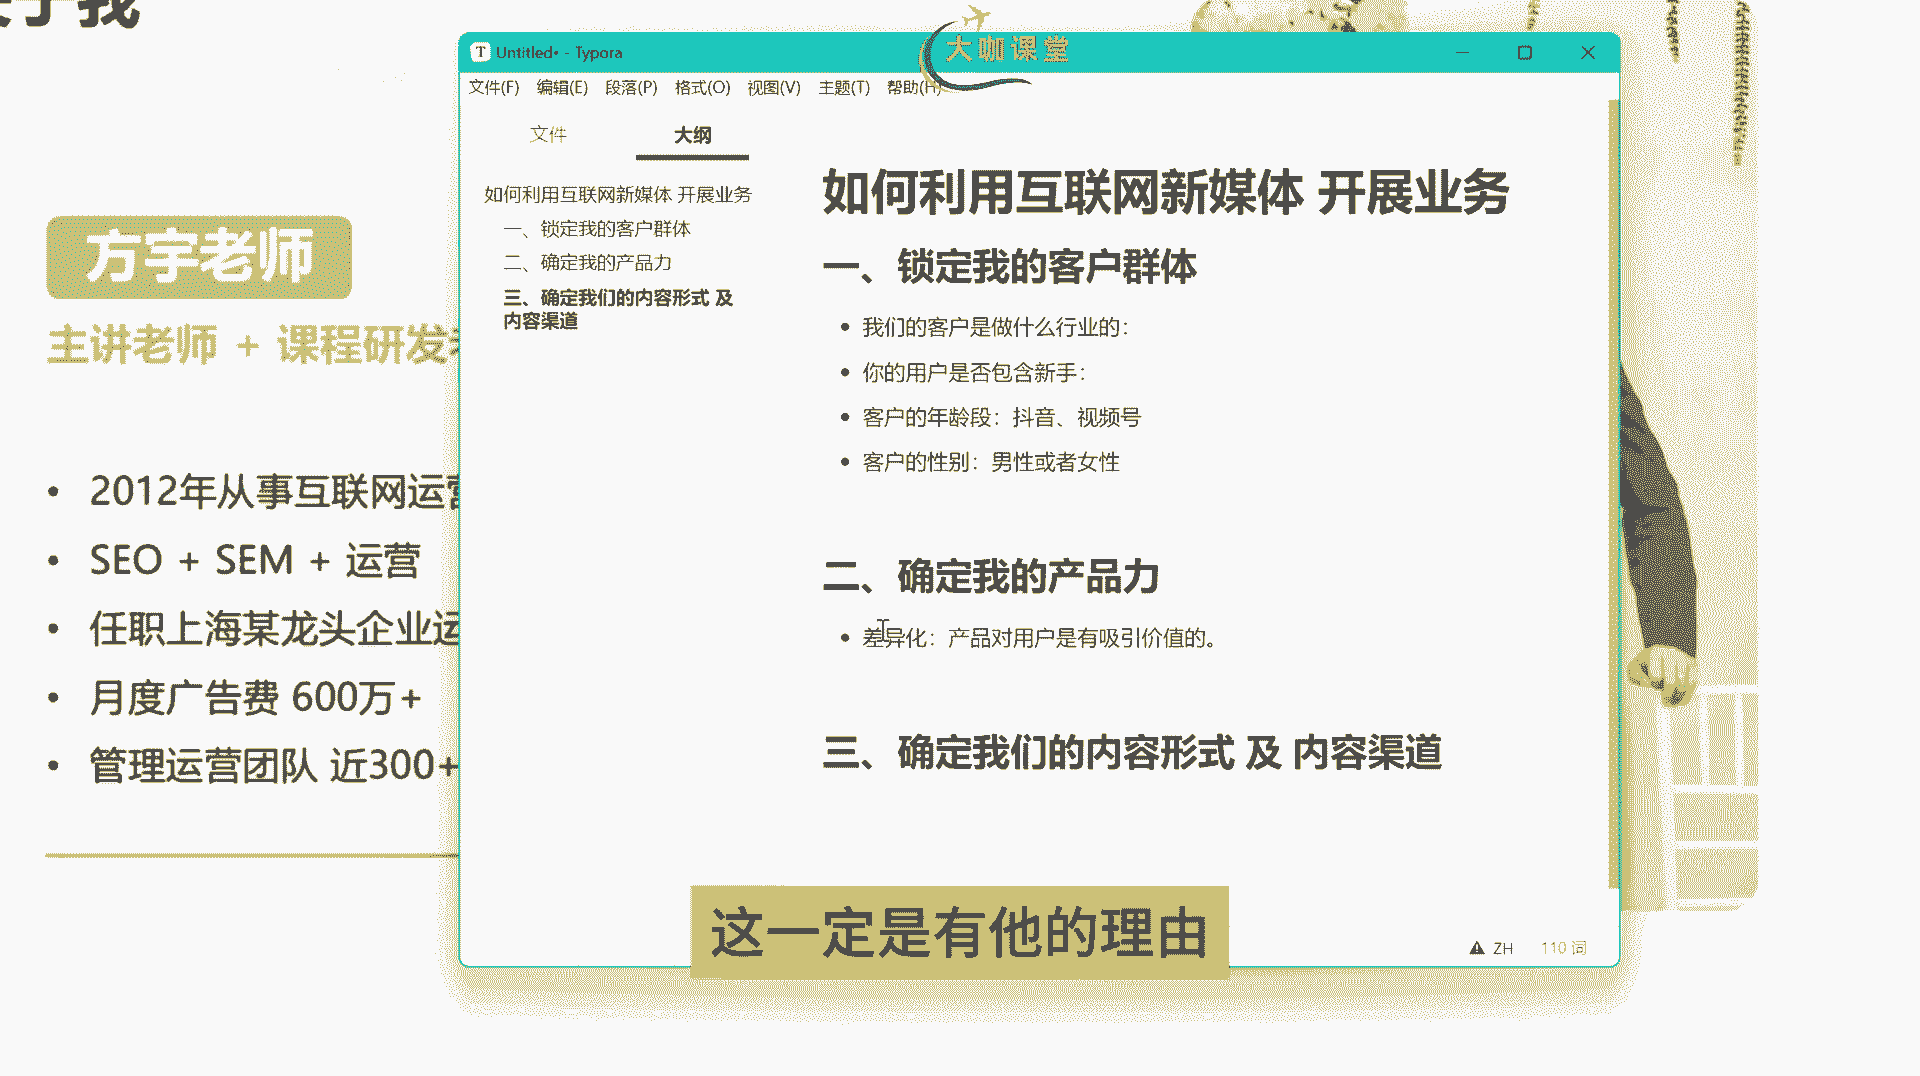 关于我
大咖课堂
Untitled• - Typora
文件(F) 编辑(E) 段落(P) 格式(O) 视图(V) 主题(T) 帮助(H)
文件 大纲
如何利用互联网新媒体 开展业务
一、锁定我的客户群体
二、确定我的产品力
三、确定我们的内容形式 及
内容渠道
如何利用互联网新媒体 开展业务
一、锁定我的客户群体
我们的客户是做什么行业的：
你的用户是否包含新手：
客户的年龄段：抖音、视频号
客户的性别：男性或者女性
二、确定我的产品力
差异化：产品对用户是有吸引价值的。
三、确定我们的内容形式 及 内容渠道
ZH 110 词
方宇老师
主讲老师 + 课程研发
• 2012年从事互联网运营
• SEO + SEM + 运营
• 任职上海某龙头企业运
• 月度广告费 600万+
• 管理运营团队 近300+
这一定是有他的理由